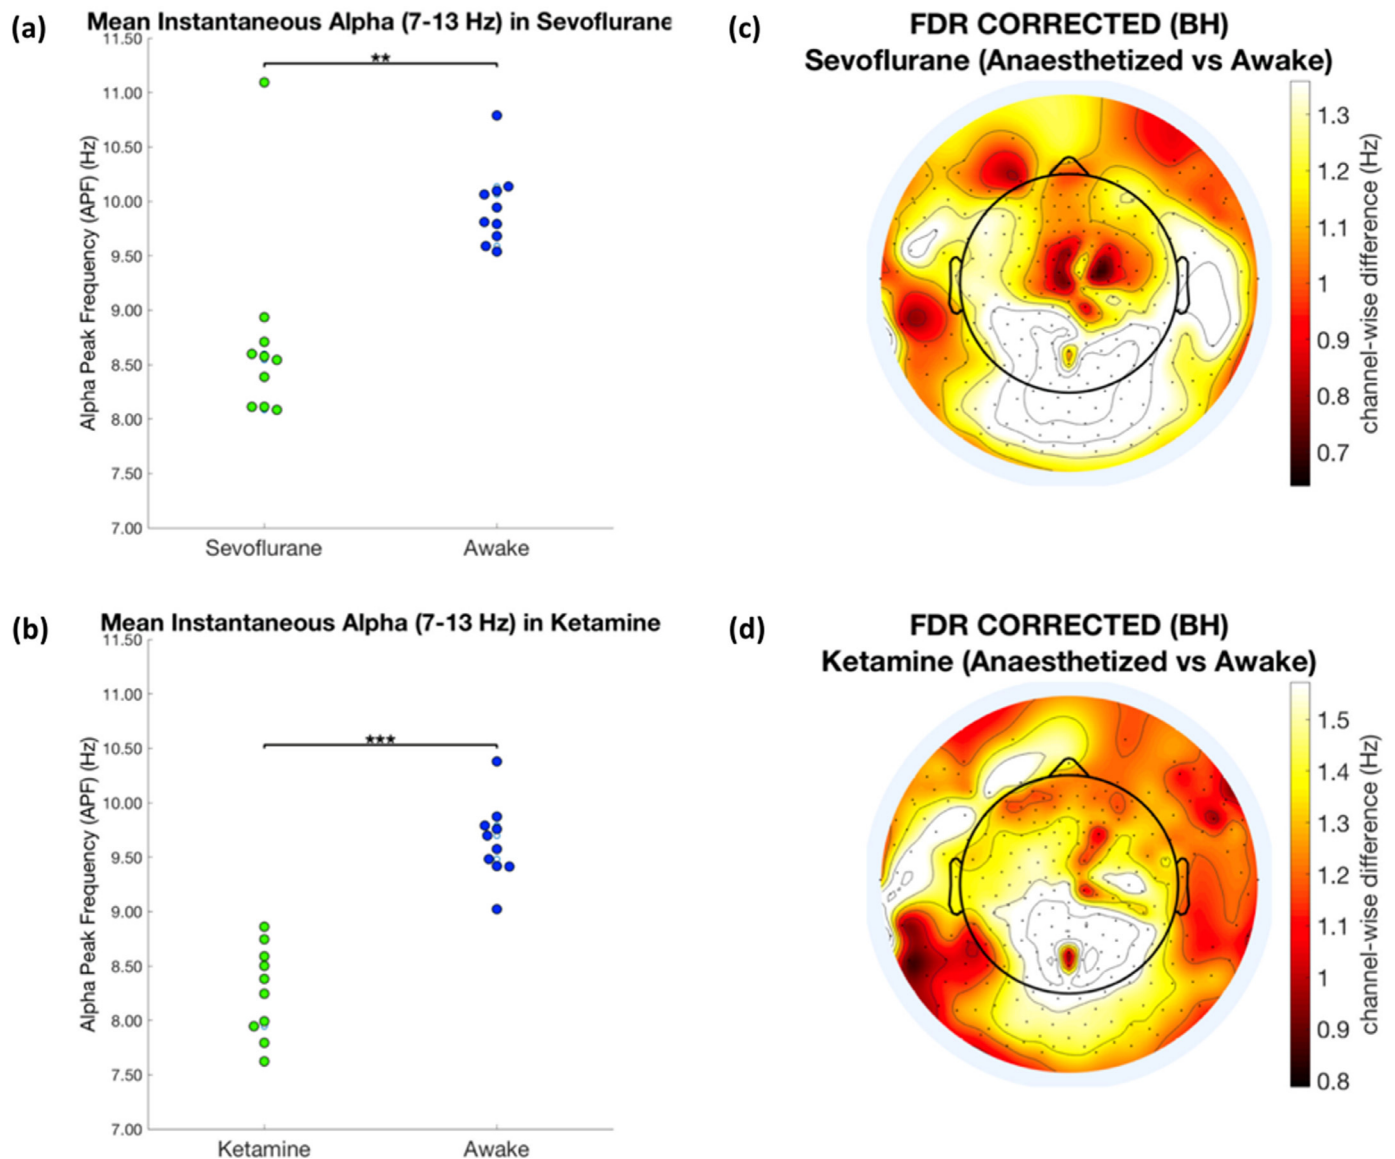 (a)
Mean Instantaneous Alpha (7-13 Hz) in Sevoflurane
**
Alpha Peak Frequency (APF) (Hz)
11.50
11.00
10.50
10.00
9.50
9.00
8.50
8.00
7.50
7.00
Sevoflurane
Awake
(c)
FDR CORRECTED (BH)
Sevoflurane (Anaesthetized vs Awake)
1.3
1.2
1.1
1
0.9
0.8
0.7
channel-wise difference (Hz)
(b)
Mean Instantaneous Alpha (7-13 Hz) in Ketamine
***
Alpha Peak Frequency (APF) (Hz)
11.50
11.00
10.50
10.00
9.50
9.00
8.50
8.00
7.50
7.00
Ketamine
Awake
(d)
FDR CORRECTED (BH)
Ketamine (Anaesthetized vs Awake)
1.5
1.4
1.3
1.2
1.1
1
0.9
0.8
channel-wise difference (Hz)